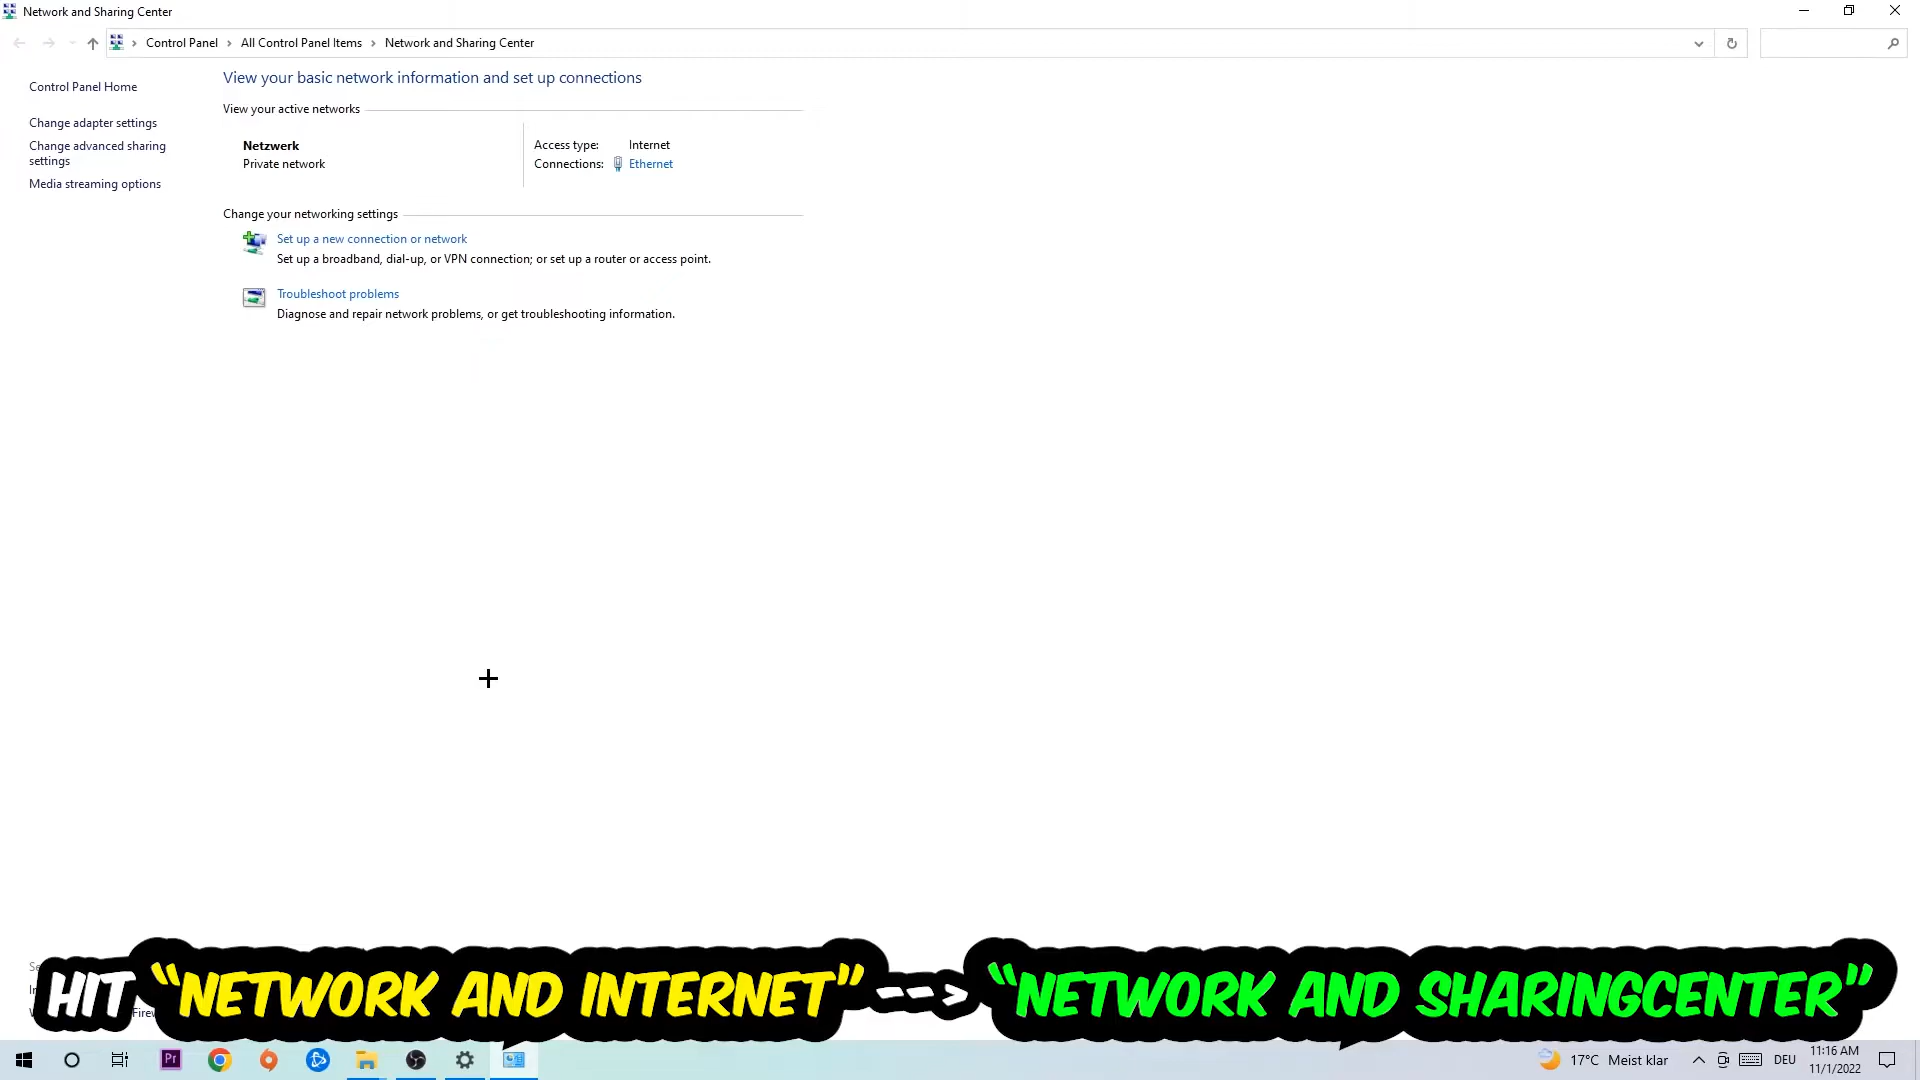 Network and Sharing Center
Control Panel › All Control Panel Items › Network and Sharing Center
Control Panel Home
Change adapter settings
Change advanced sharing
settings
Media streaming options
View your basic network information and set up connections
View your active networks
Netzwerk
Private network
Access type: Internet
Connections: Ethernet
Change your networking settings
Set up a new connection or network
Set up a broadband, dial-up, or VPN connection; or set up a router or access point.
Troubleshoot problems
Diagnose and repair network problems, or get troubleshooting information.
HIT “NETWORK AND INTERNET” ---> “NETWORK AND SHARINGCENTER”
Pr
17°C Meist klar
DEU
11:16 AM
11/1/2022